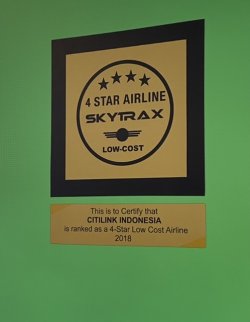 4 STAR AIRLINE
SKYTRAX
LOW-COST
This is to Certify that
CITILINK INDONESIA
is ranked as a 4-Star Low Cost Airline
2018